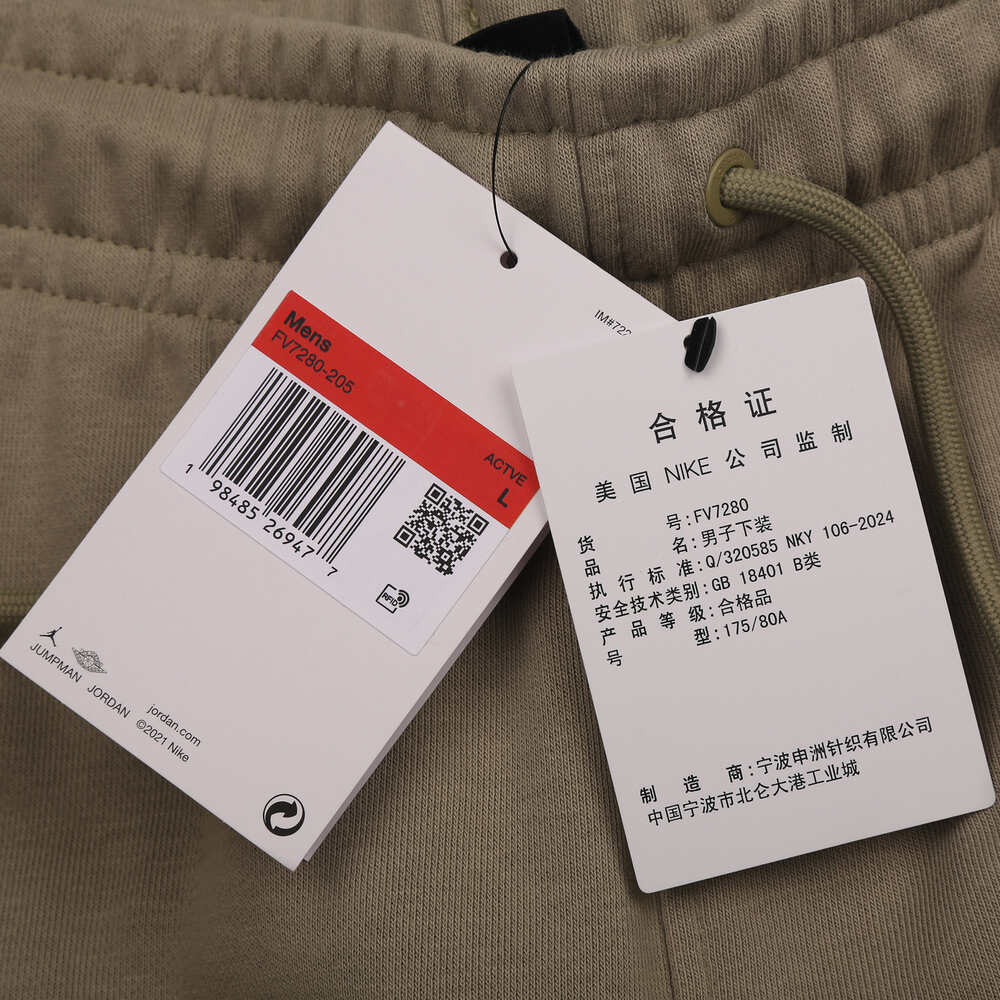 IM#722
Mens
FV7280-205
ACTVE
L
1 98485 26947 7
RFID
JUMPMAN JORDAN
jordan.com
©2021 Nike
合格证
美国 NIKE 公司监制
货 号:FV7280
品 名:男子下装
执行标准:Q/320585 NKY 106-2024
安全技术类别:GB 18401 B类
产品等级:合格品
号 型:175/80A
制造商:宁波申洲针织有限公司
中国宁波市北仑大港工业城